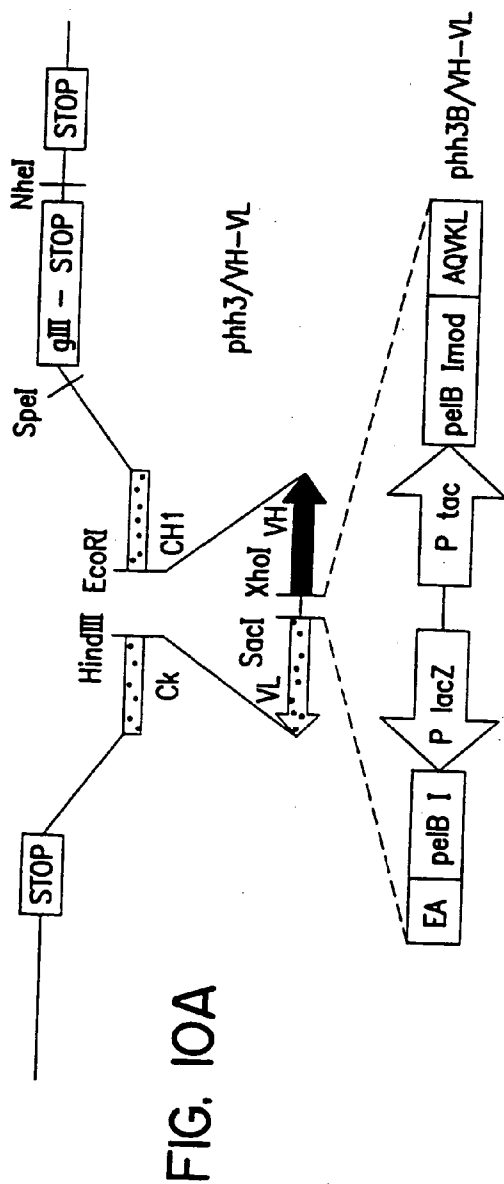 FIG. 10A
STOP
gIII – STOP
STOP
SpeI
NheI
HindIII
EcoRI
Ck
CH1
phh3/VH–VL
SacI
XhoI
VL
VH
EA
pelB I
P lacZ
P tac
pelB Imod
AQVKL
phh3B/VH–VL